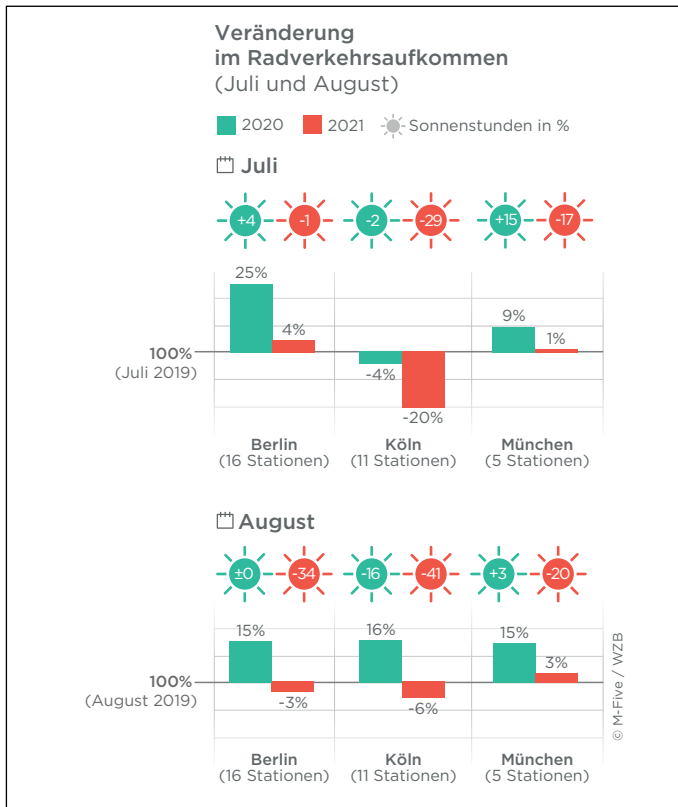 Veränderung
im Radverkehrsaufkommen
(Juli und August)
2020 2021 Sonnenstunden in %
Juli
+4 -1 -2 -29 +15 -17
25%
4%
9%
1%
100%
(Juli 2019)
-4%
-20%
Berlin Köln München
(16 Stationen) (11 Stationen) (5 Stationen)
August
±0 -34 -16 -41 +3 -20
15% 16% 15%
3%
100%
(August 2019)
-3%
-6%
Berlin Köln München
(16 Stationen) (11 Stationen) (5 Stationen)
© M-Five / WZB